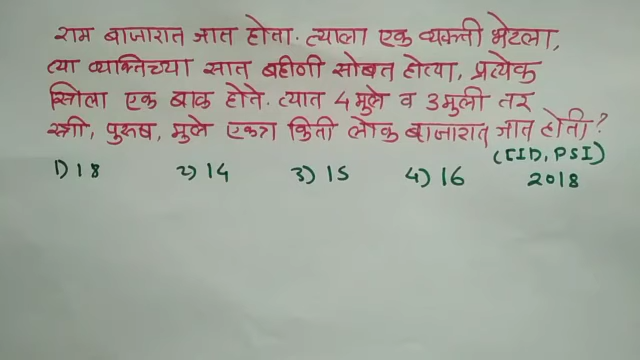 राम बाजारात जात होता. त्याला एक व्यक्ती भेटला,
त्या व्यक्तिच्या सात बहीणी सोबत होत्या, प्रत्येक
स्त्रिला एक बाळ होते. त्यात 4 मुले व 3 मुली तर
स्त्री, पुरुष, मुले एकत्र किती लोक बाजारात जात होती?
(CID, PSI)
1) 18 2) 14 3) 15 4) 16 2018